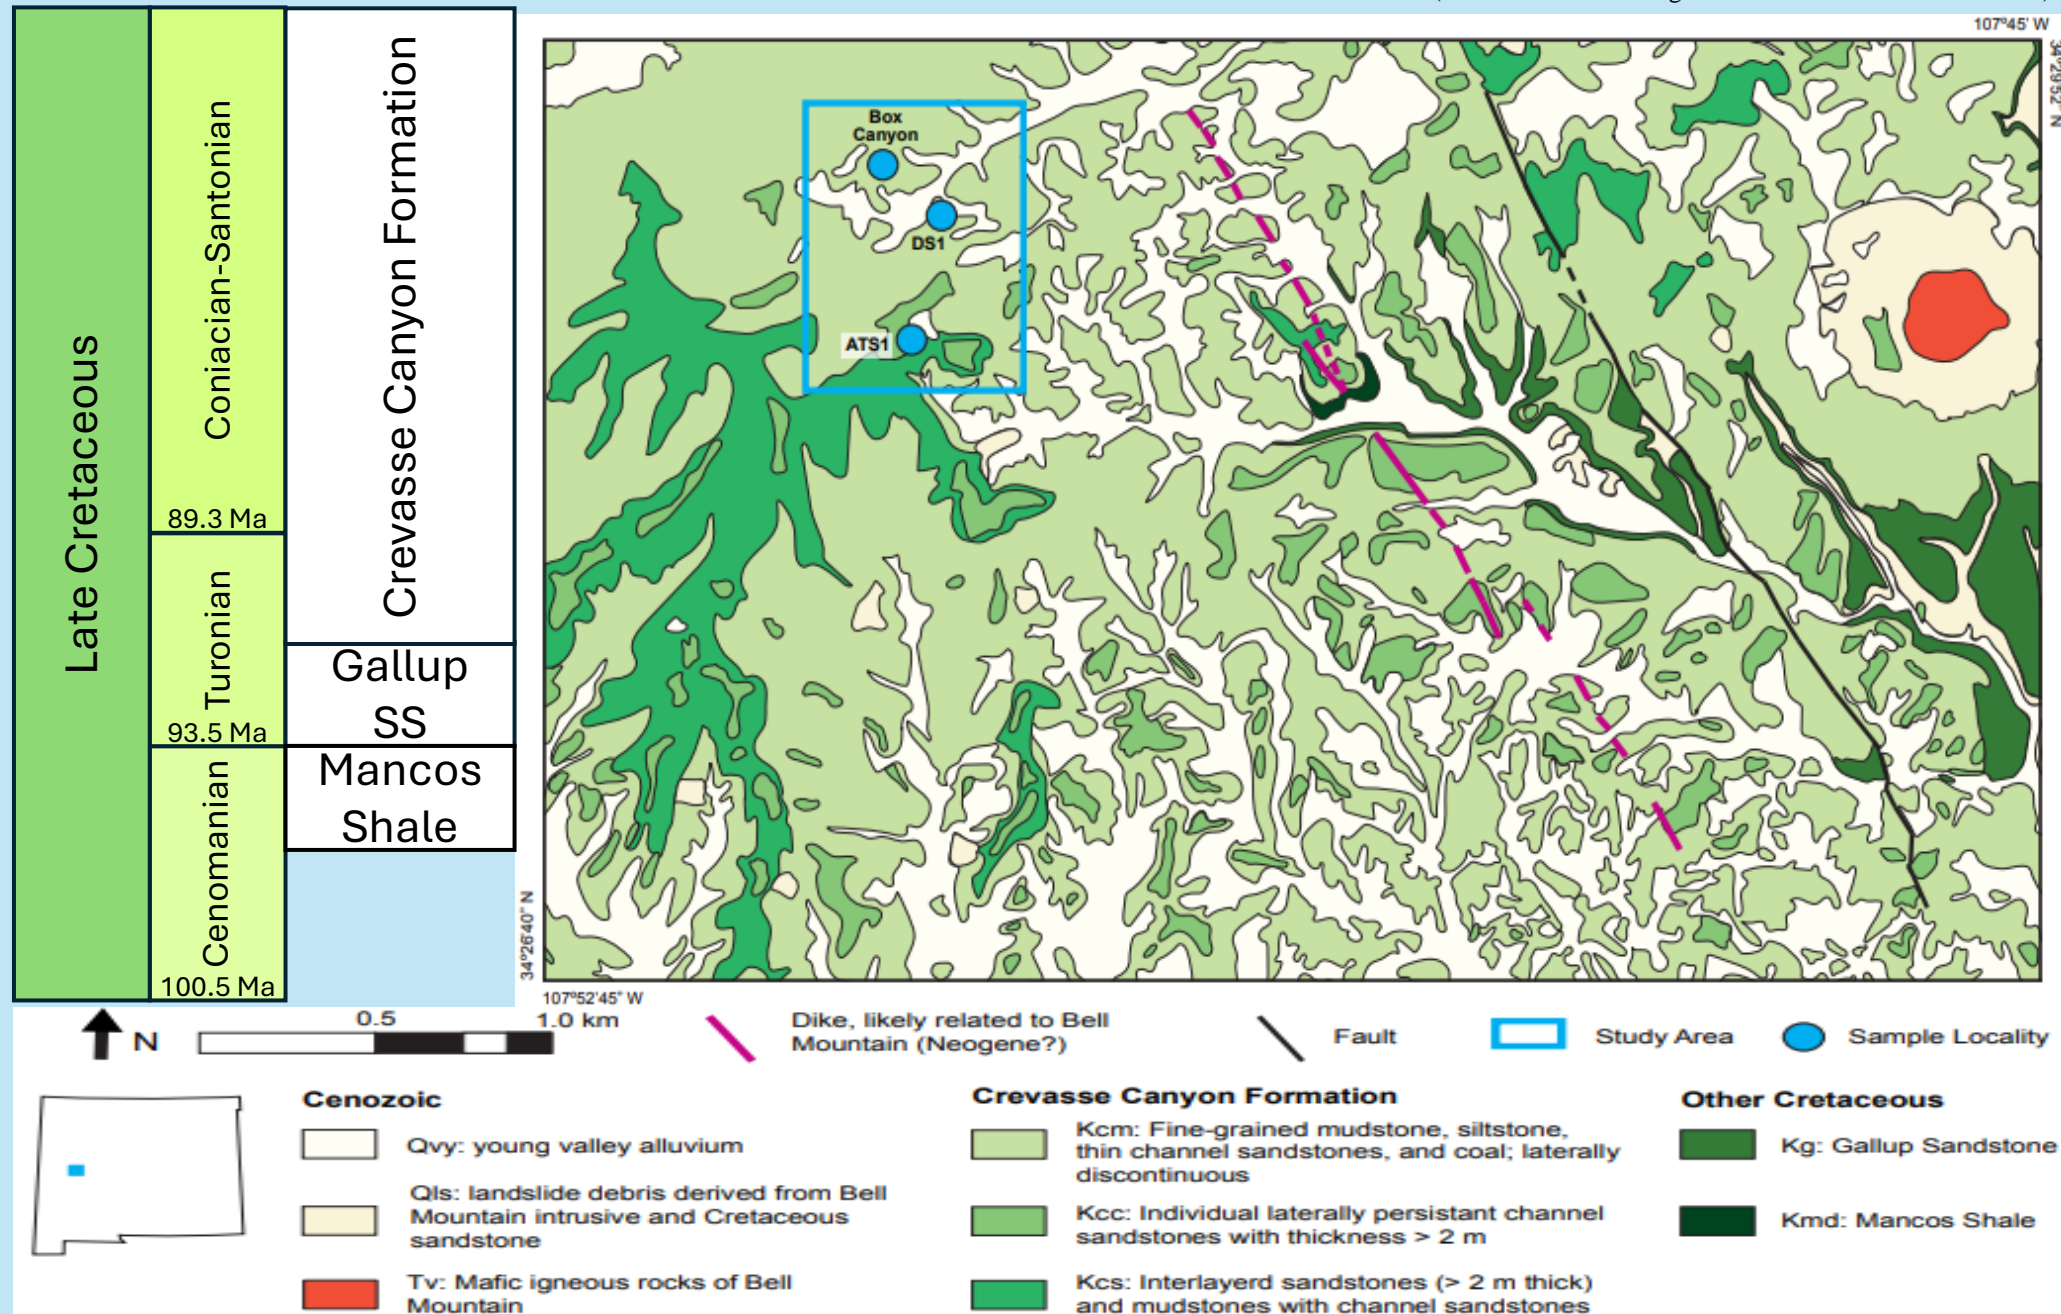 Late Cretaceous
Coniacian-Santonian
89.3 Ma
Turonian
93.5 Ma
Cenomanian
100.5 Ma
Crevasse Canyon Formation
Gallup
SS
Mancos
Shale
107º45' W
34º29'52" N
Box
Canyon
DS1
ATS1
34º26'40" N
107º52'45" W
N
0.5
1.0 km
Dike, likely related to Bell
Mountain (Neogene?)
Fault
Study Area
Sample Locality
Cenozoic
Qvy: young valley alluvium
Qls: landslide debris derived from Bell
Mountain intrusive and Cretaceous
sandstone
Tv: Mafic igneous rocks of Bell
Mountain
Crevasse Canyon Formation
Kcm: Fine-grained mudstone, siltstone,
thin channel sandstones, and coal; laterally
discontinuous
Kcc: Individual laterally persistant channel
sandstones with thickness > 2 m
Kcs: Interlayerd sandstones (> 2 m thick)
and mudstones with channel sandstones
Other Cretaceous
Kg: Gallup Sandstone
Kmd: Mancos Shale